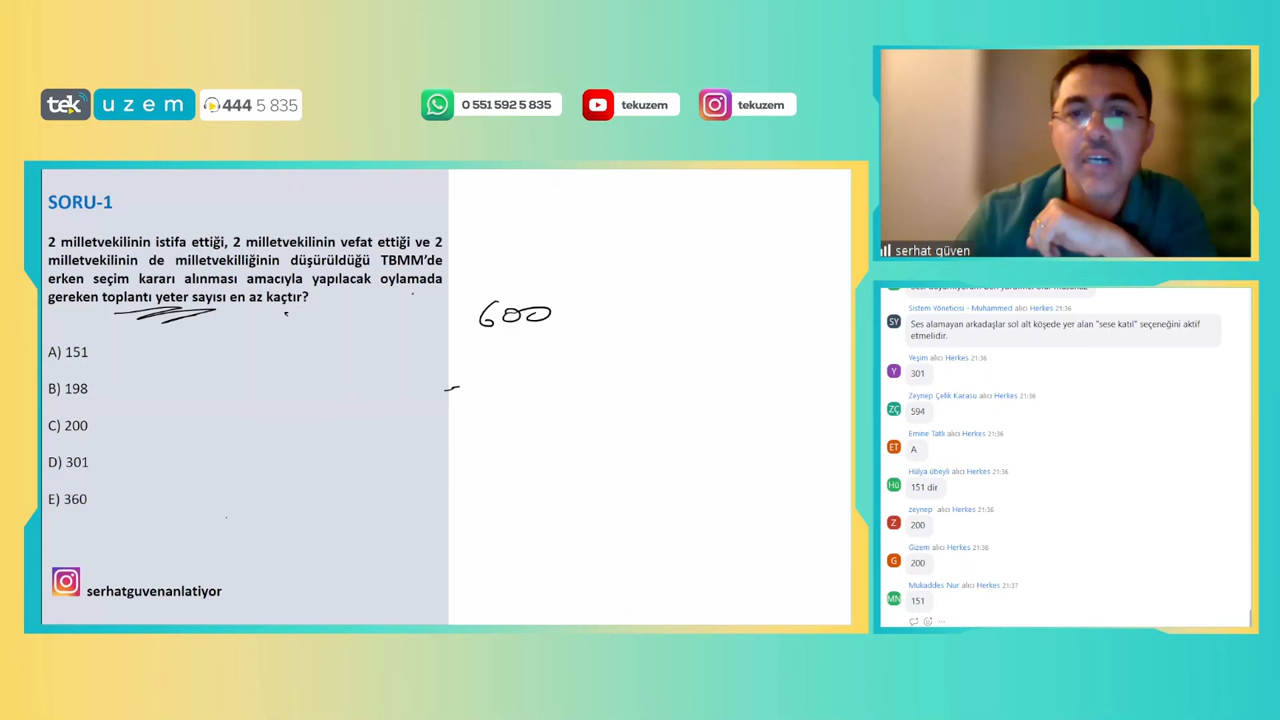 tek uzem 444 5 835
0 551 592 5 835
tekuzem
tekuzem
SORU-1
2 milletvekilinin istifa ettiği, 2 milletvekilinin vefat ettiği ve 2
milletvekilinin de milletvekilliğinin düşürüldüğü TBMM'de
erken seçim kararı alınması amacıyla yapılacak oylamada
gereken toplantı yeter sayısı en az kaçtır?
A) 151
B) 198
C) 200
D) 301
E) 360
serhatguvenanlatiyor
600
serhat güven
Sistem Yöneticisi - Muhammed alıcı Herkes 21:36
SY
Ses alamayan arkadaşlar sol alt köşede yer alan "sese katıl" seçeneğini aktif
etmelidir.
Yeşim alıcı Herkes 21:36
Y 301
Zeynep Çelik Karasu alıcı Herkes 21:36
ZÇ 594
Emine Tatlı alıcı Herkes 21:36
ET A
Hülya übeyli alıcı Herkes 21:36
Hü 151 dir
zeynep alıcı Herkes 21:36
Z 200
Gizem alıcı Herkes 21:36
G 200
Mukaddes Nur alıcı Herkes 21:37
MN 151